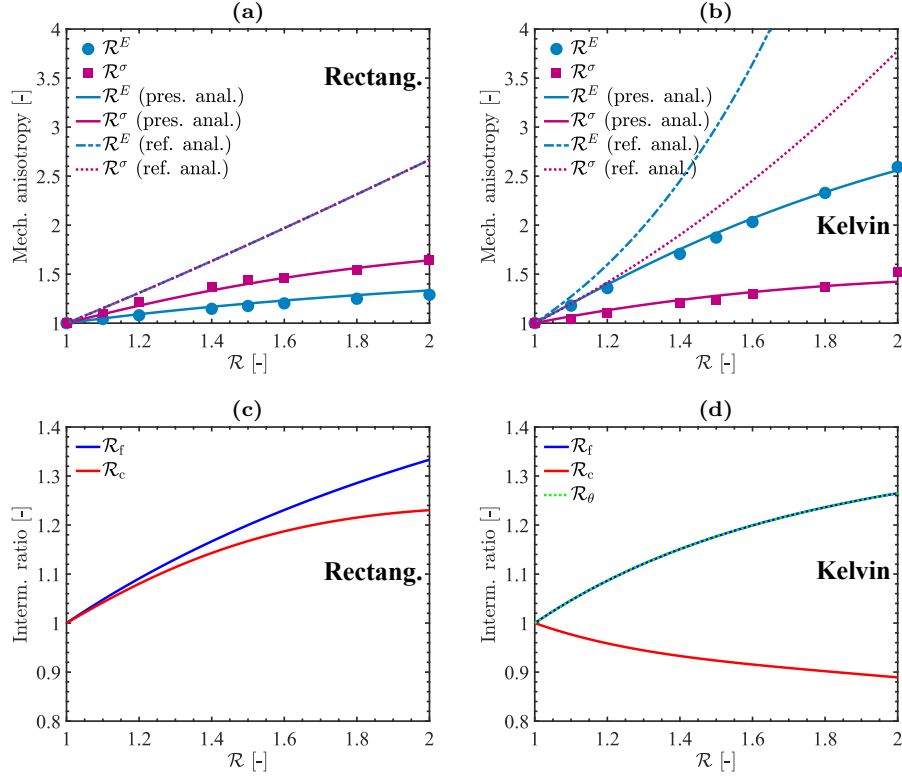 (a)
4
3.5
3
2.5
2
1.5
1
Mech. anisotropy [-]
ℛ^E
ℛ^σ
ℛ^E (pres. anal.)
ℛ^σ (pres. anal.)
ℛ^E (ref. anal.)
ℛ^σ (ref. anal.)
Rectang.
1 1.2 1.4 1.6 1.8 2
ℛ [-]
(b)
4
3.5
3
2.5
2
1.5
1
Mech. anisotropy [-]
ℛ^E
ℛ^σ
ℛ^E (pres. anal.)
ℛ^σ (pres. anal.)
ℛ^E (ref. anal.)
ℛ^σ (ref. anal.)
Kelvin
1 1.2 1.4 1.6 1.8 2
ℛ [-]
(c)
1.4
1.3
1.2
1.1
1
0.9
0.8
Interm. ratio [-]
ℛ_f
ℛ_c
Rectang.
1 1.2 1.4 1.6 1.8 2
ℛ [-]
(d)
1.4
1.3
1.2
1.1
1
0.9
0.8
Interm. ratio [-]
ℛ_f
ℛ_c
ℛ_θ
Kelvin
1 1.2 1.4 1.6 1.8 2
ℛ [-]